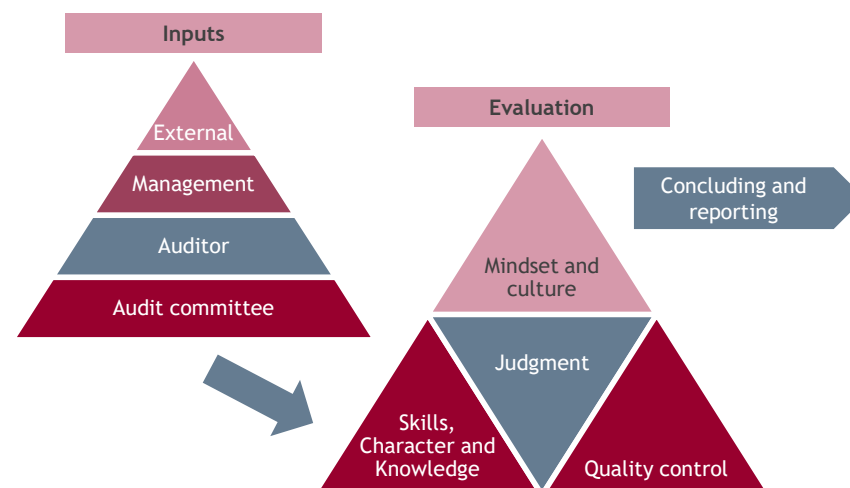 Inputs
External
Management
Auditor
Audit committee
Evaluation
Mindset and
culture
Judgment
Skills,
Character and
Knowledge
Quality control
Concluding and
reporting